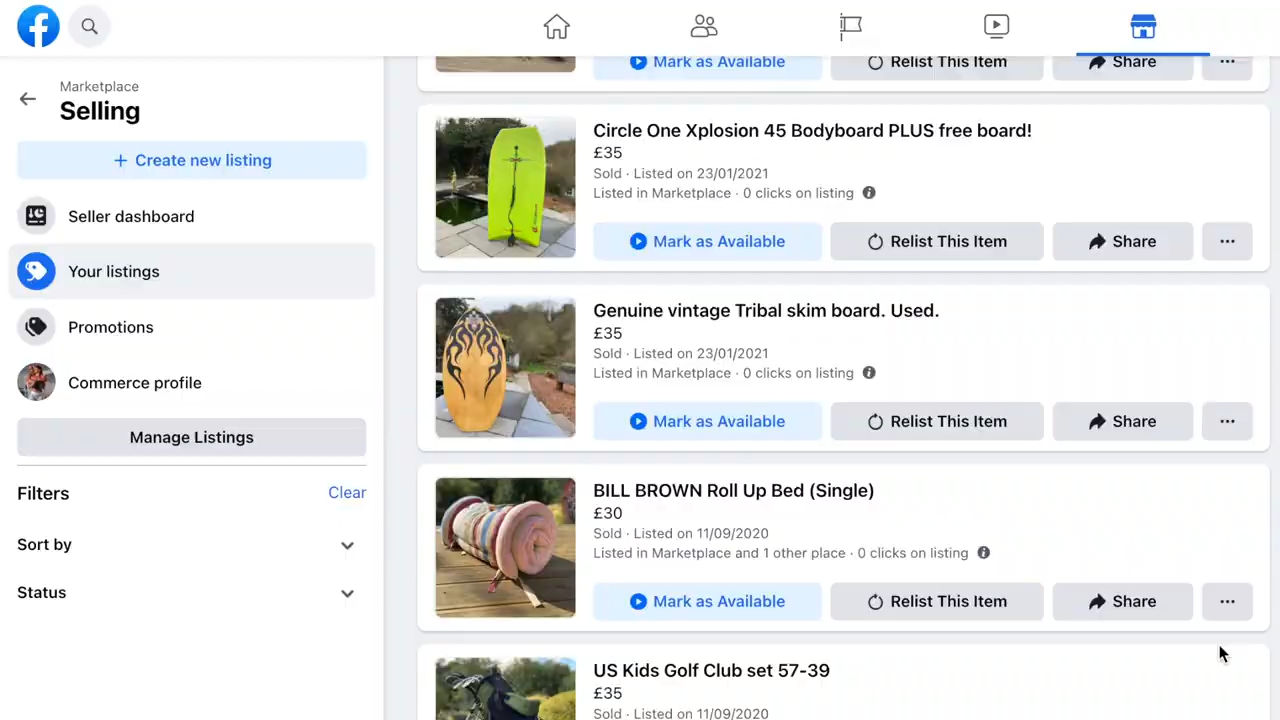 Marketplace
Selling
+ Create new listing
Seller dashboard
Your listings
Promotions
Commerce profile
Manage Listings
Filters
Clear
Sort by
Status
Mark as Available
Relist This Item
Share
...
Circle One Xplosion 45 Bodyboard PLUS free board!
£35
Sold · Listed on 23/01/2021
Listed in Marketplace · 0 clicks on listing
Mark as Available
Relist This Item
Share
...
Genuine vintage Tribal skim board. Used.
£35
Sold · Listed on 23/01/2021
Listed in Marketplace · 0 clicks on listing
Mark as Available
Relist This Item
Share
...
BILL BROWN Roll Up Bed (Single)
£30
Sold · Listed on 11/09/2020
Listed in Marketplace and 1 other place · 0 clicks on listing
Mark as Available
Relist This Item
Share
...
US Kids Golf Club set 57-39
£35
Sold · Listed on 11/09/2020